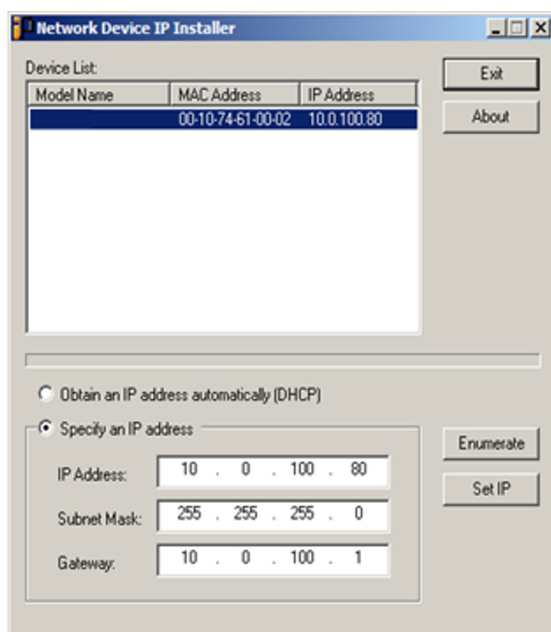 Network Device IP Installer
Device List:
Model Name MAC Address IP Address
00-10-74-61-00-02 10.0.100.80
Exit
About
Obtain an IP address automatically (DHCP)
Specify an IP address
IP Address: 10 . 0 . 100 . 80
Subnet Mask: 255 . 255 . 255 . 0
Gateway: 10 . 0 . 100 . 1
Enumerate
Set IP